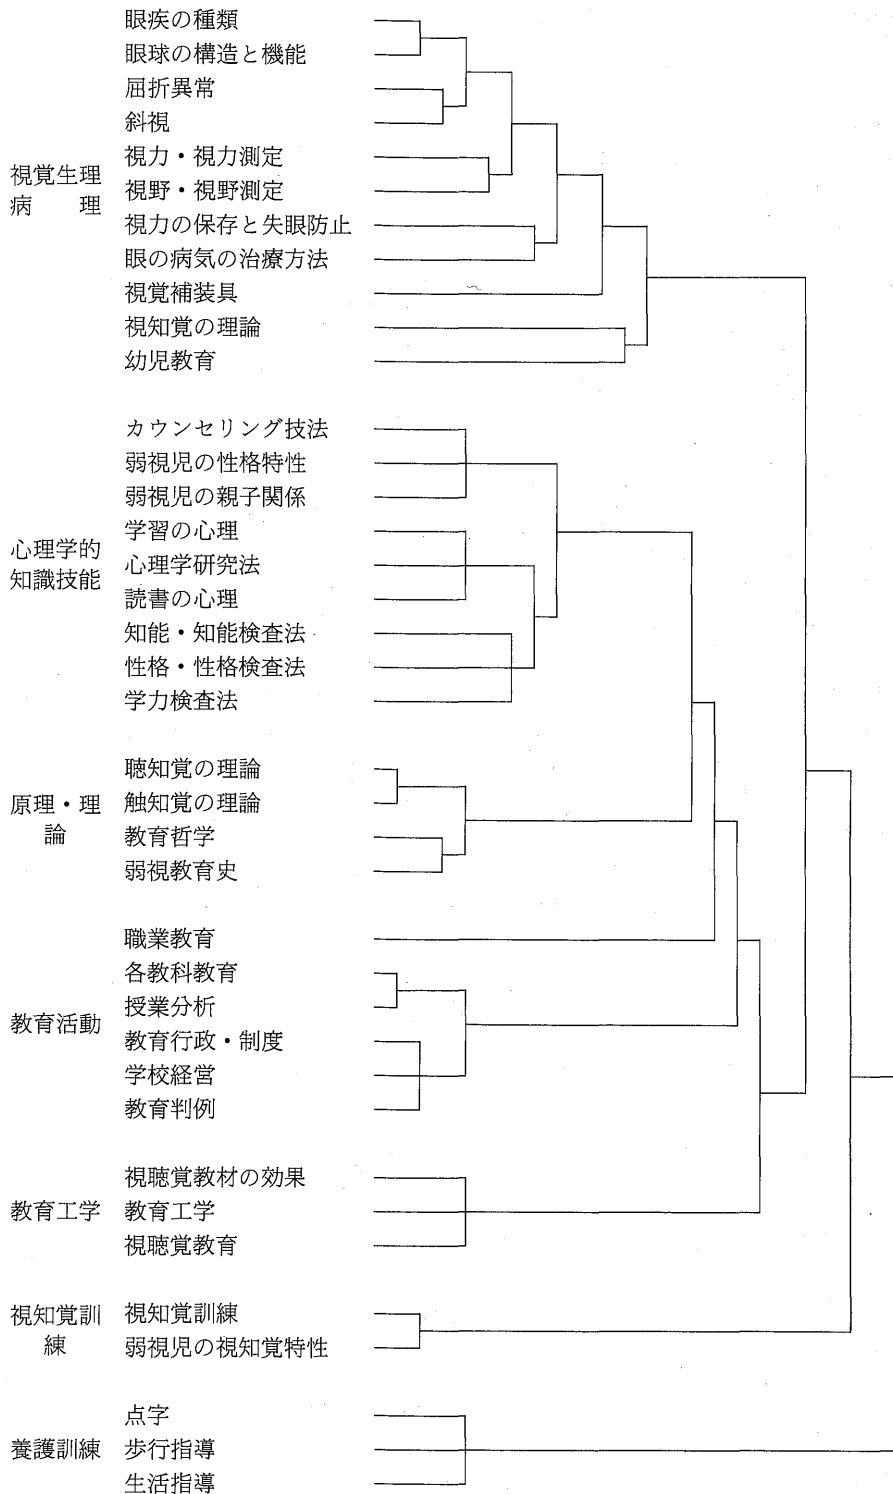 眼疾の種類
眼球の構造と機能
屈折異常
斜視
視力・視力測定
視覚生理
病　　理
視野・視野測定
視力の保存と失眼防止
眼の病気の治療方法
視覚補装具
視知覚の理論
幼児教育
カウンセリング技法
弱視児の性格特性
弱視児の親子関係
学習の心理
心理学的
知識技能
心理学研究法
読書の心理
知能・知能検査法
性格・性格検査法
学力検査法
聴知覚の理論
原理・理
論
触知覚の理論
教育哲学
弱視教育史
職業教育
各教科教育
授業分析
教育活動
教育行政・制度
学校経営
教育判例
視聴覚教材の効果
教育工学
教育工学
視聴覚教育
視知覚訓
練
視知覚訓練
弱視児の視知覚特性
点字
養護訓練
歩行指導
生活指導